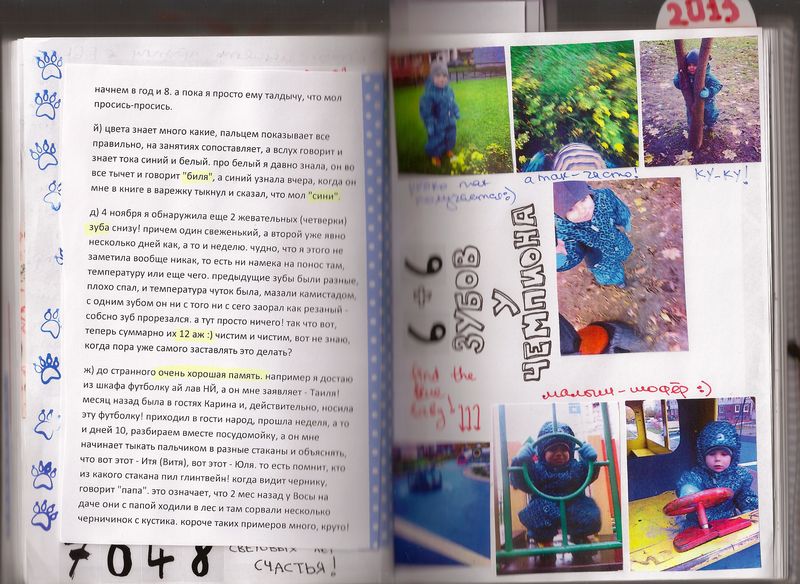 начнем в год и 8. а пока я просто ему талдычу, что мол
просись-просись.
й) цвета знает много какие, пальцем показывает все
правильно, на занятиях сопоставляет, а вслух говорит и
знает тока синий и белый. про белый я давно знала, он во
все тычет и говорит "биля", а синий узнала вчера, когда он
мне в книге в варежку тыкнул и сказал, что мол "сини".
д) 4 ноября я обнаружила еще 2 жевательных (четверки)
зуба снизу! причем один свеженький, а второй уже явно
несколько дней как, а то и неделю. чудно, что я этого не
заметила вообще никак, то есть ни намека на понос там,
температуру или еще чего. предыдущие зубы были разные,
плохо спал, и температура чуток была, мазали камистадом,
с одним зубом он ни с того ни с сего заорал как резаный -
собсно зуб прорезался. а тут просто ничего! так что вот,
теперь суммарно их 12 аж :) чистим и чистим, вот не знаю,
когда пора уже самого заставлять это делать?
ж) до странного очень хорошая память. например я достаю
из шкафа футболку ай лав НЙ, а он мне заявляет - Таиля!
месяц назад была в гостях Карина и, действительно, носила
эту футболку! приходил в гости народ, прошла неделя, а то
и дней 10, разбираем вместе посудомойку, а он мне
начинает тыкать пальчиком в разные стаканы и объяснять,
что вот этот - Итя (Витя), вот этот - Юля. то есть помнит, кто
из какого стакана пил глинтвейн! когда видит чернику,
говорит "папа". это означает, что 2 мес назад у Восы на
даче они с папой ходили в лес и там сорвали несколько
черничинок с кустика. короче таких примеров много, круто!
7048
СВЕТОВЫХ ЛЕТ
СЧАСТЬЯ!
2013
получается:)
а так - часто!
КУ-КУ!
6+6
ЗУБОВ
У
ЧЕМПИОНА
find the
blue
baby!
малыш-шофёр :)